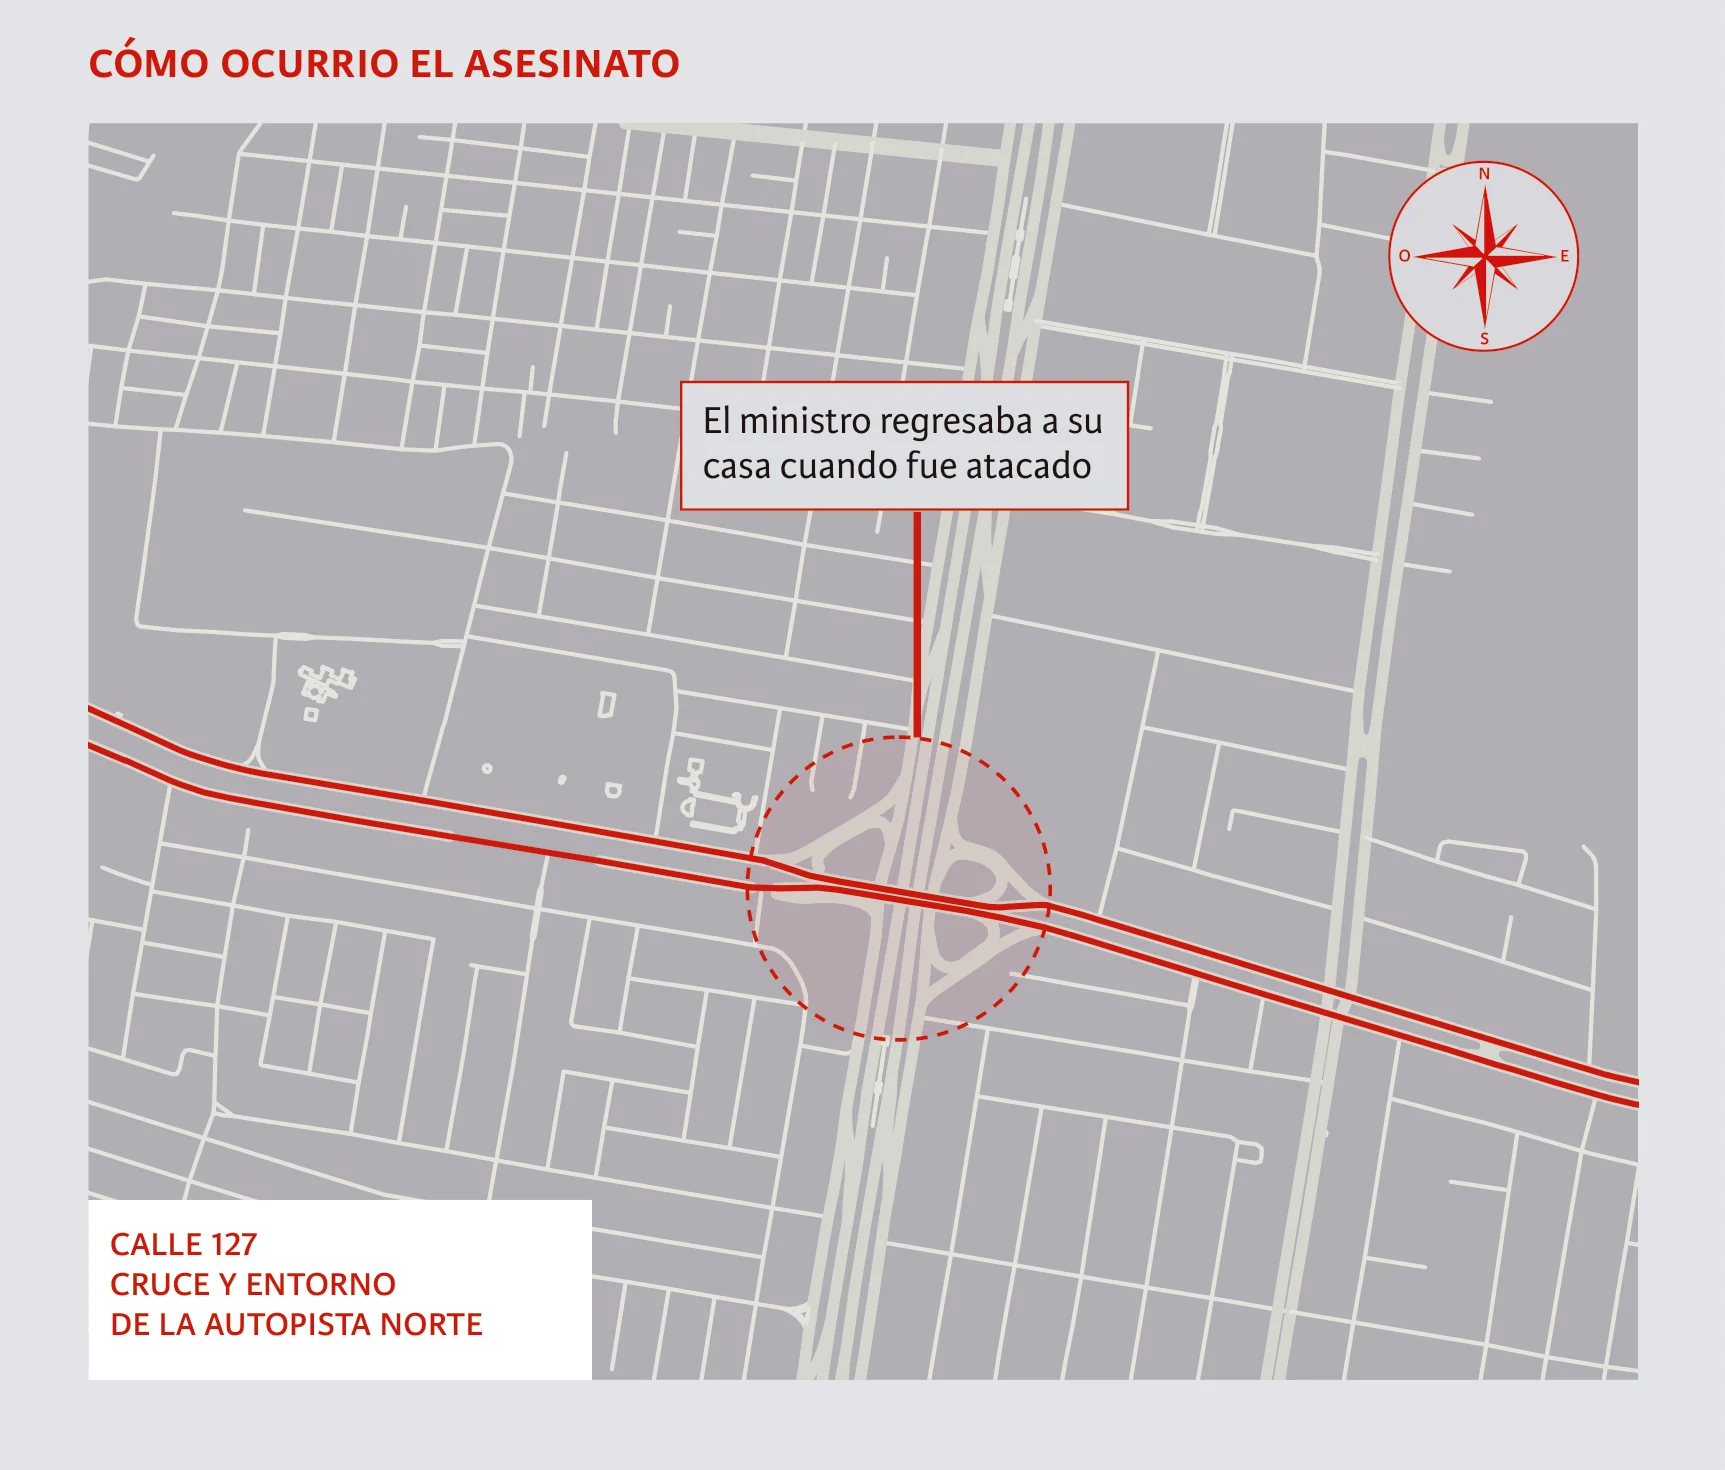 CÓMO OCURRIO EL ASESINATO
N
O
E
S
El ministro regresaba a su
casa cuando fue atacado
CALLE 127
CRUCE Y ENTORNO
DE LA AUTOPISTA NORTE